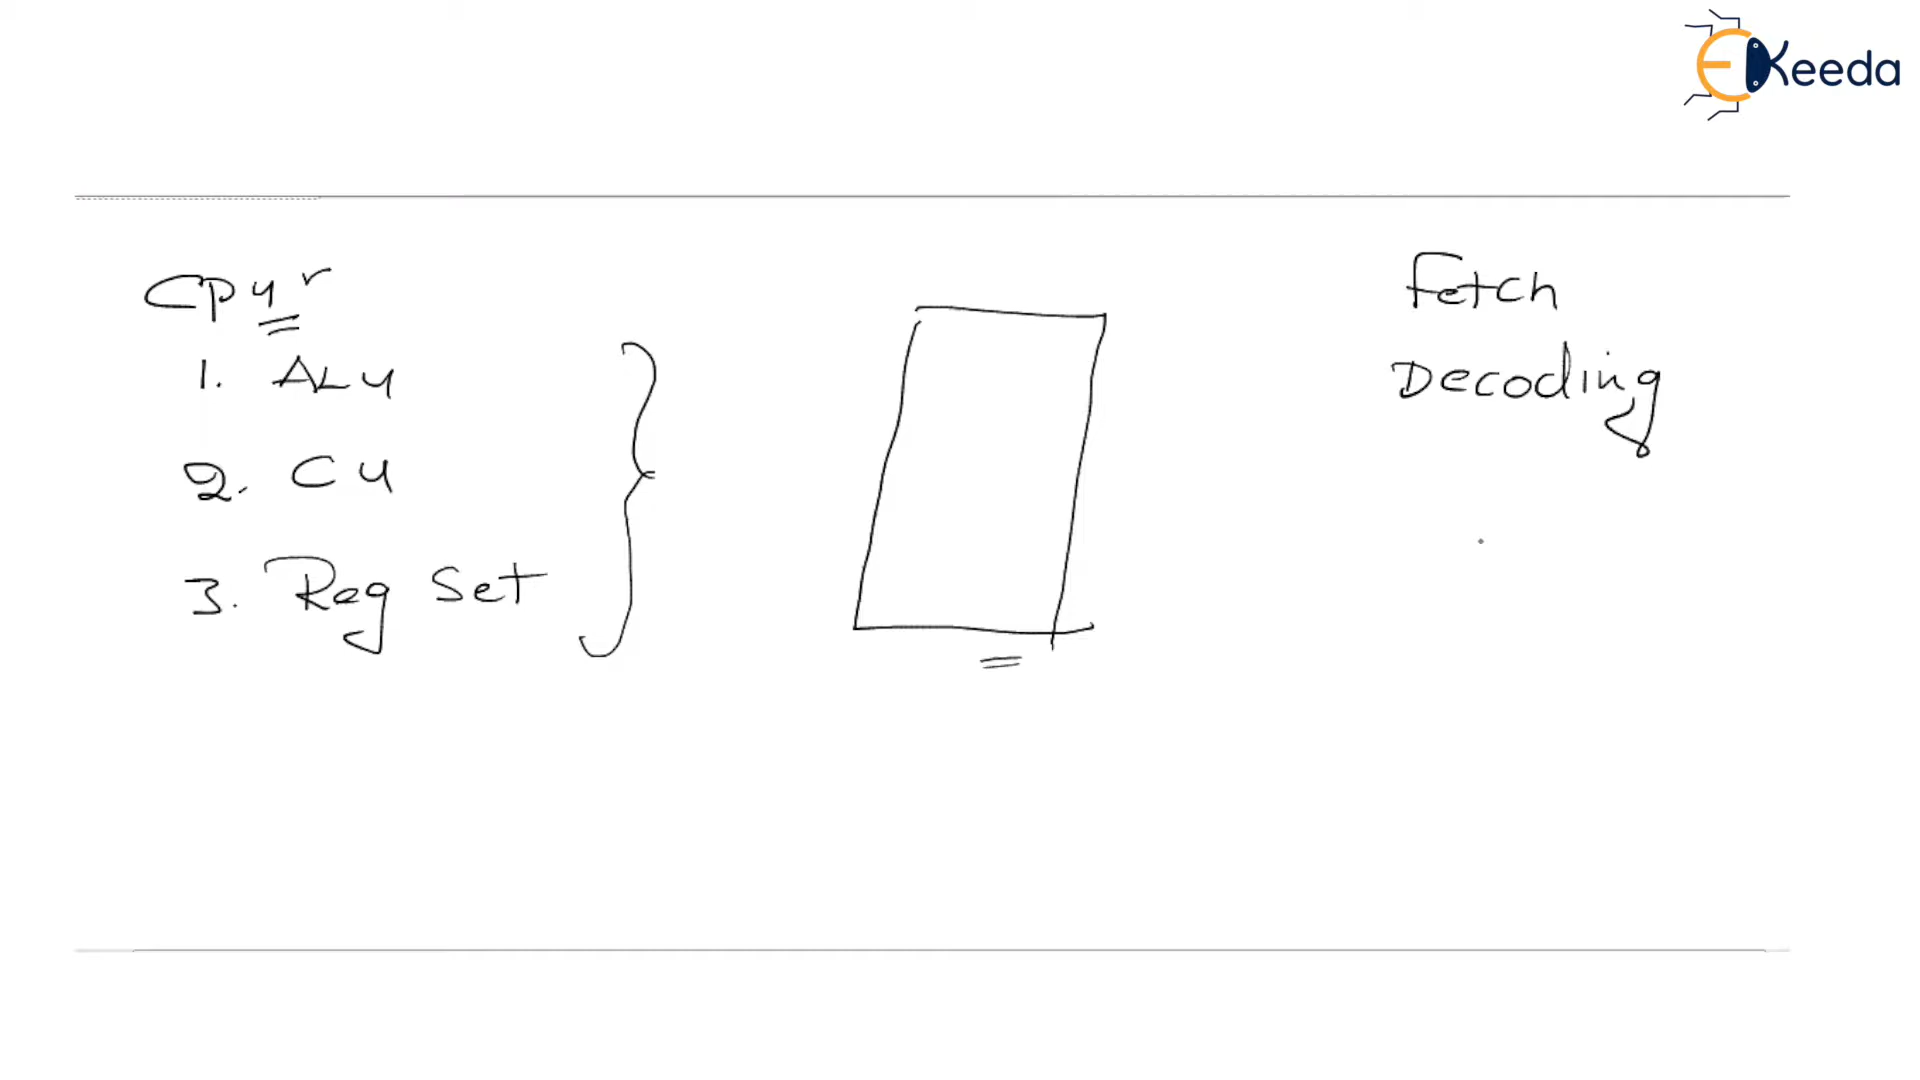 EKeeda
CPU
1. ALU
2. CU
3. Reg Set
Fetch
Decoding